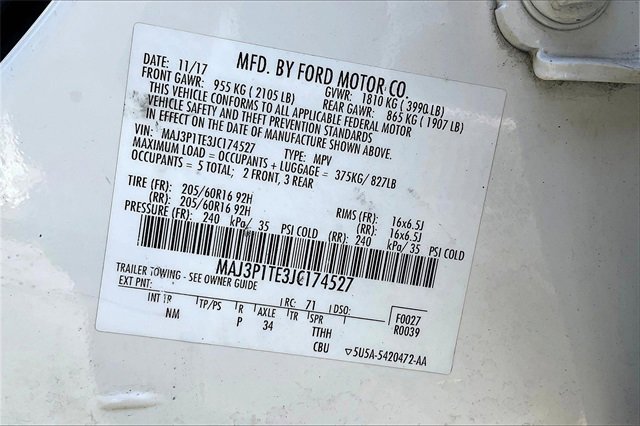 MFD. BY FORD MOTOR CO.
DATE: 11/17 GVWR: 1810 KG ( 3990 LB)
FRONT GAWR: 955 KG ( 2105 LB) REAR GAWR: 865 KG ( 1907 LB)
THIS VEHICLE CONFORMS TO ALL APPLICABLE FEDERAL MOTOR
VEHICLE SAFETY AND THEFT PREVENTION STANDARDS
IN EFFECT ON THE DATE OF MANUFACTURE SHOWN ABOVE.
VIN: MAJ3P1TE3JC174527 TYPE: MPV
MAXIMUM LOAD = OCCUPANTS + LUGGAGE = 375KG/ 827LB
OCCUPANTS = 5 TOTAL; 2 FRONT, 3 REAR
TIRE (FR): 205/60R16 92H RIMS (FR): 16x6.5J
(RR): 205/60R16 92H (RR): 16x6.5J
PRESSURE (FR): 240 kPa/ 35 PSI COLD (RR): 240 kPa/ 35 PSI COLD
MAJ3P1TE3JC174527
TRAILER TOWING - SEE OWNER GUIDE
EXT PNT: RC: 71 DSO: F0027
R0039
INT TR TP/PS R AXLE TR SPR
NM P 34 TTHH
CBU ▽5U5A-5420472-AA